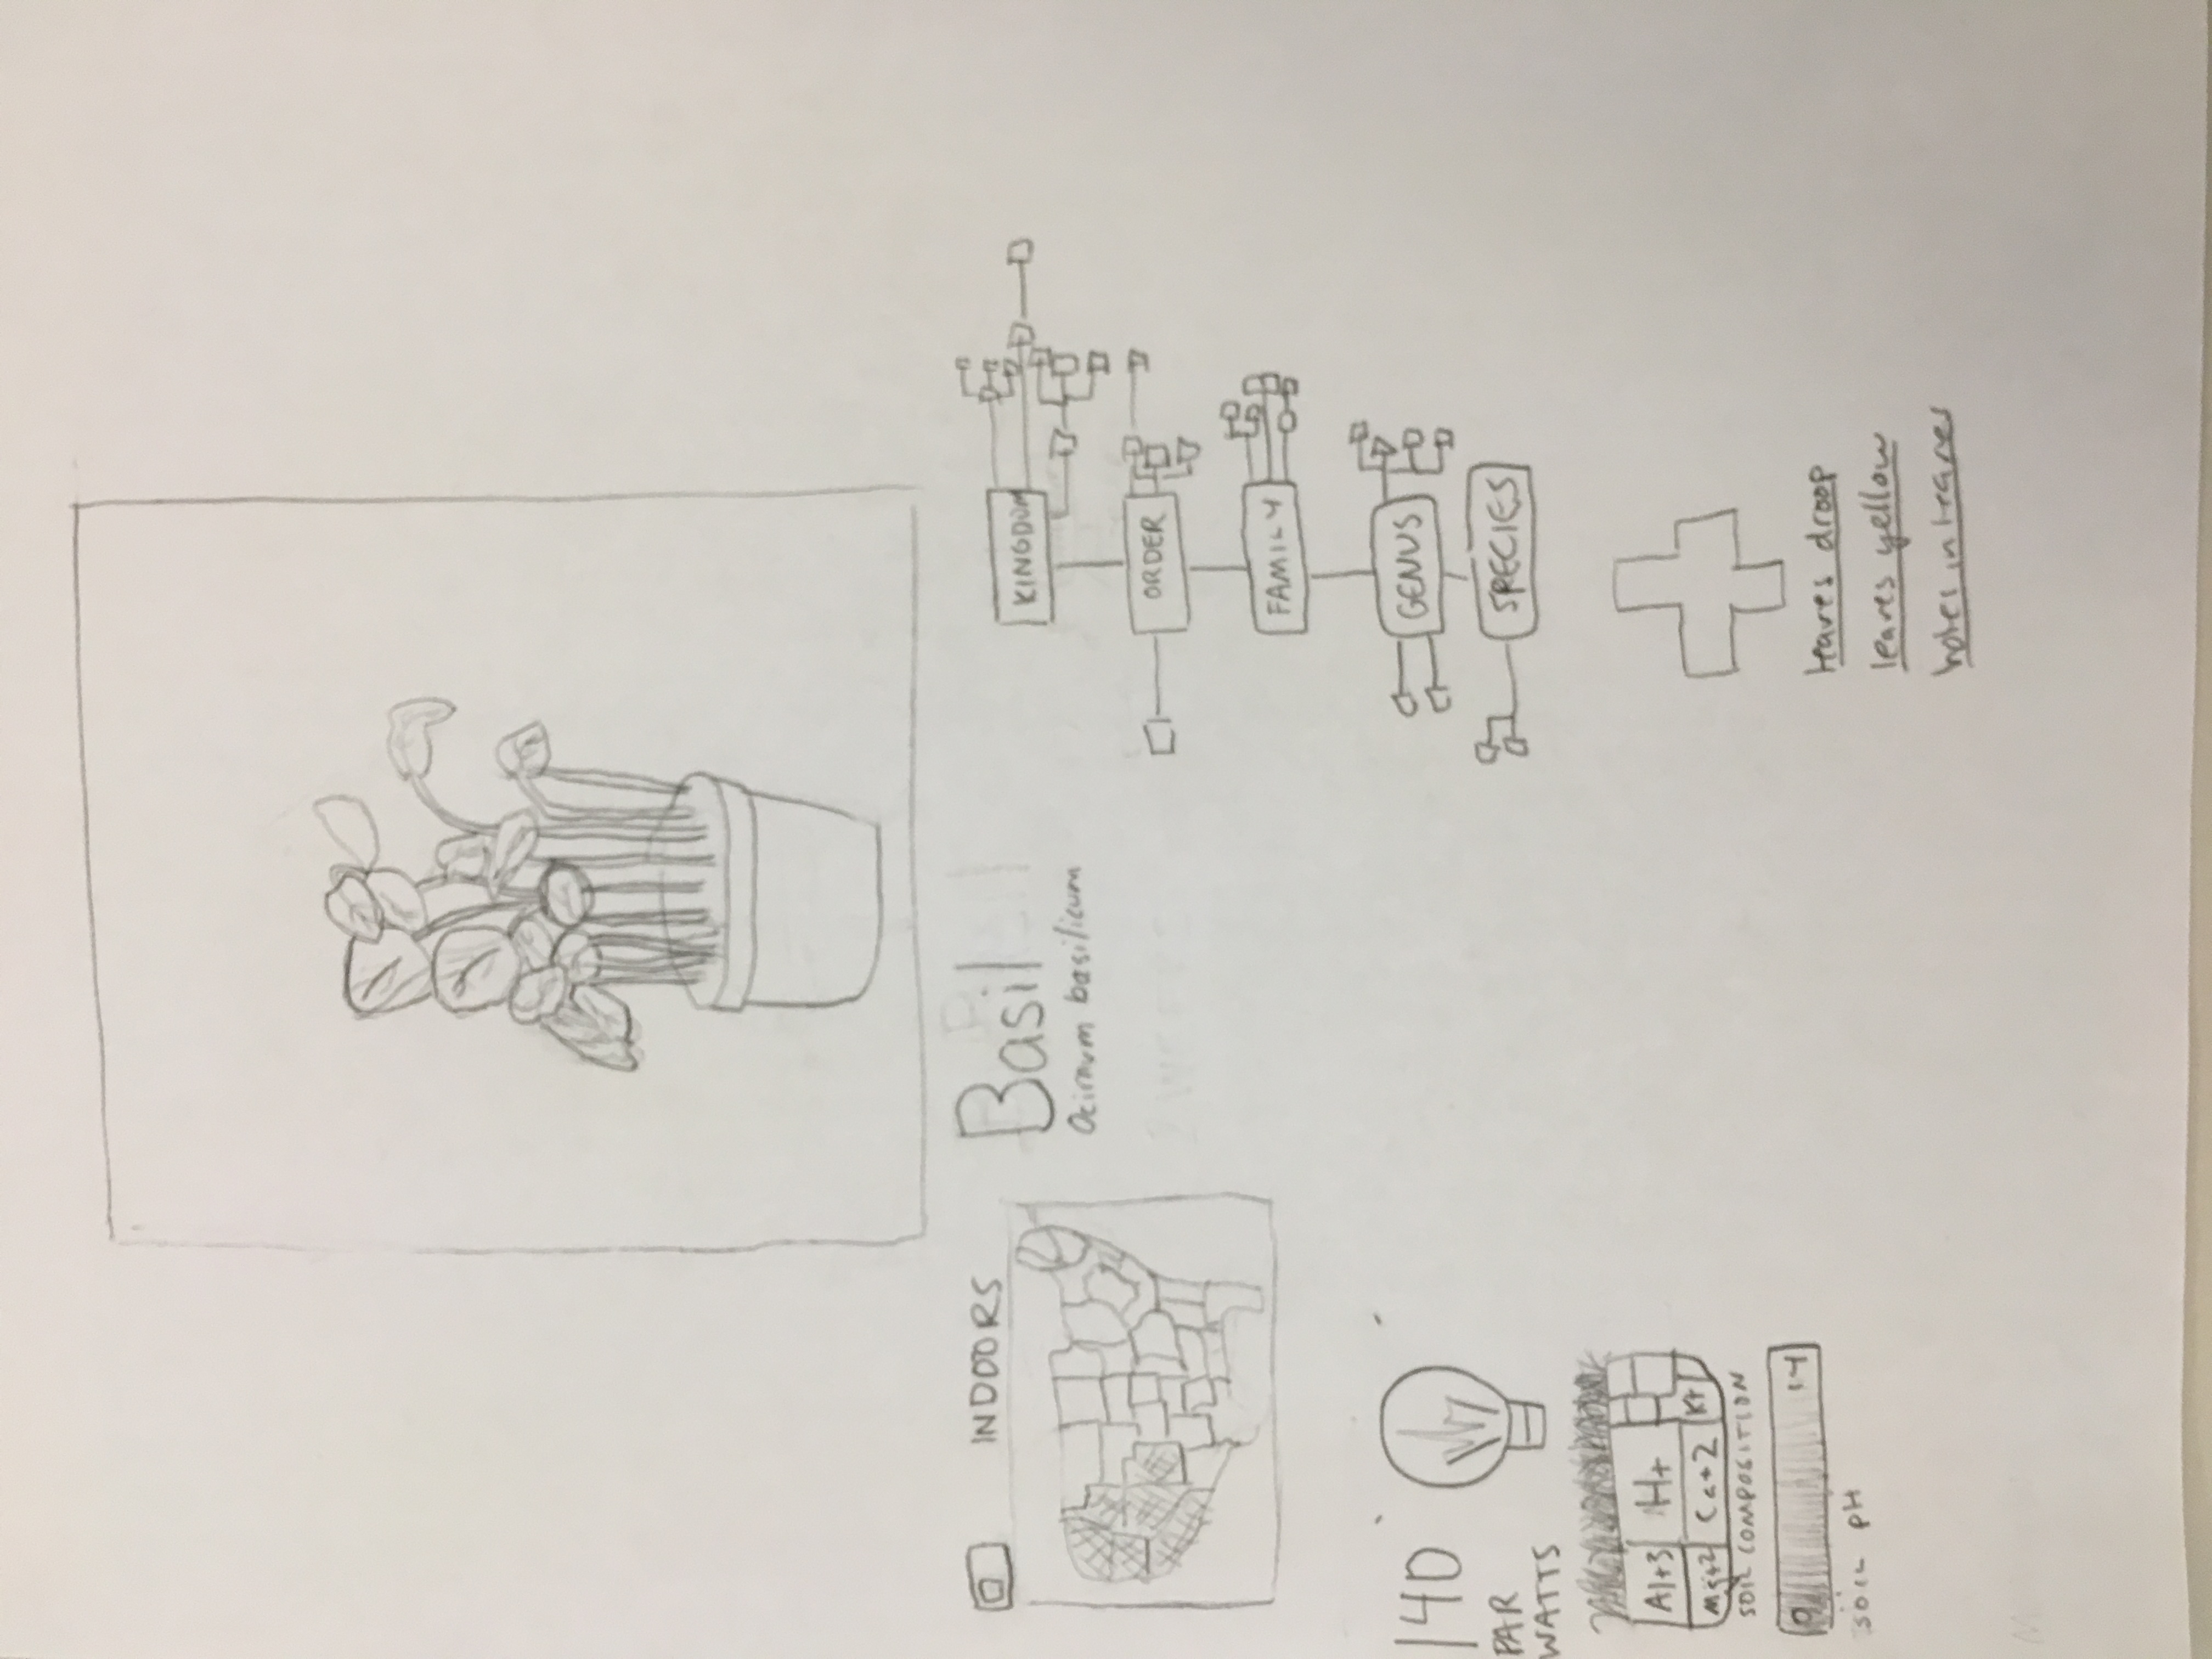 INDOORS
Basil
Ocimum basilicum
KINGDOM
ORDER
FAMILY
GENUS
SPECIES
140
PAR
WATTS
Al+3 H+
Mg+2 Ca+2 K+
SOIL COMPOSITION
0 14
SOIL pH
leaves droop
leaves yellow
holes in leaves